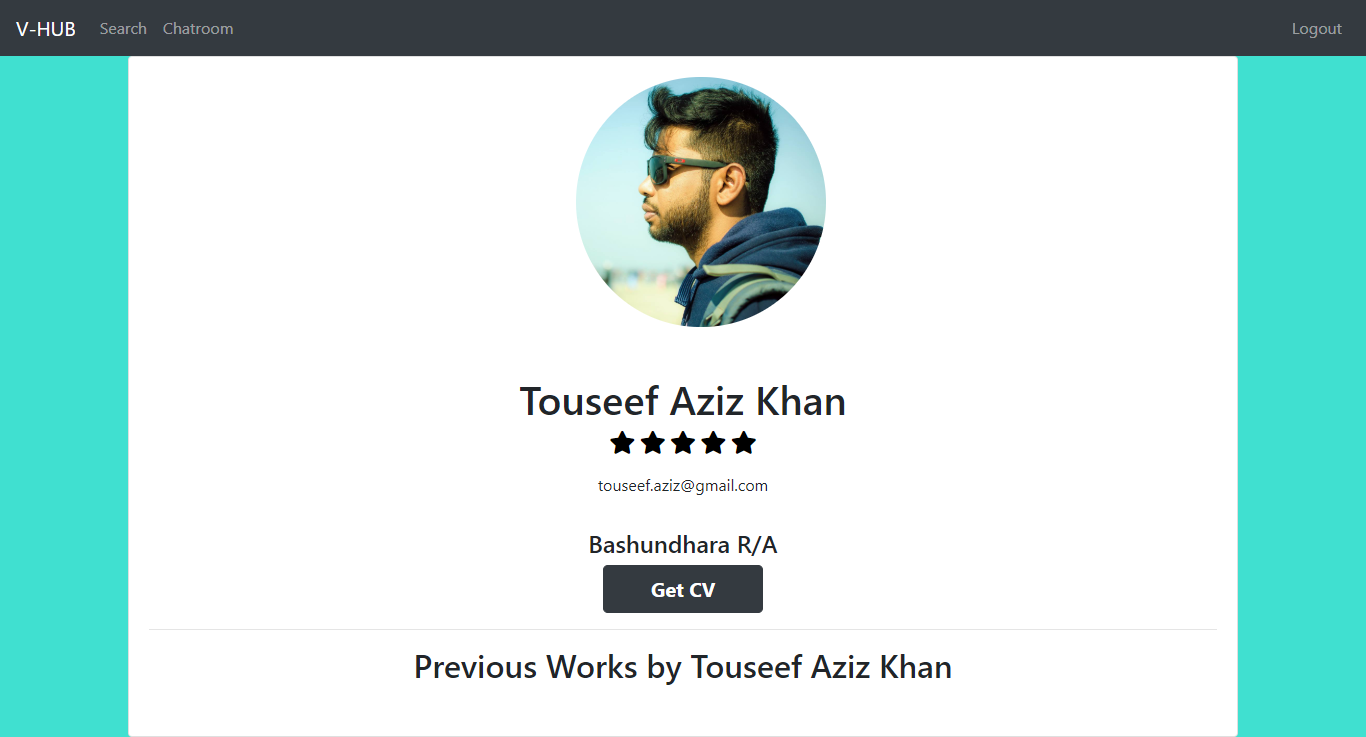 V-HUB Search Chatroom Logout
Touseef Aziz Khan
touseef.aziz@gmail.com
Bashundhara R/A
Get CV
Previous Works by Touseef Aziz Khan